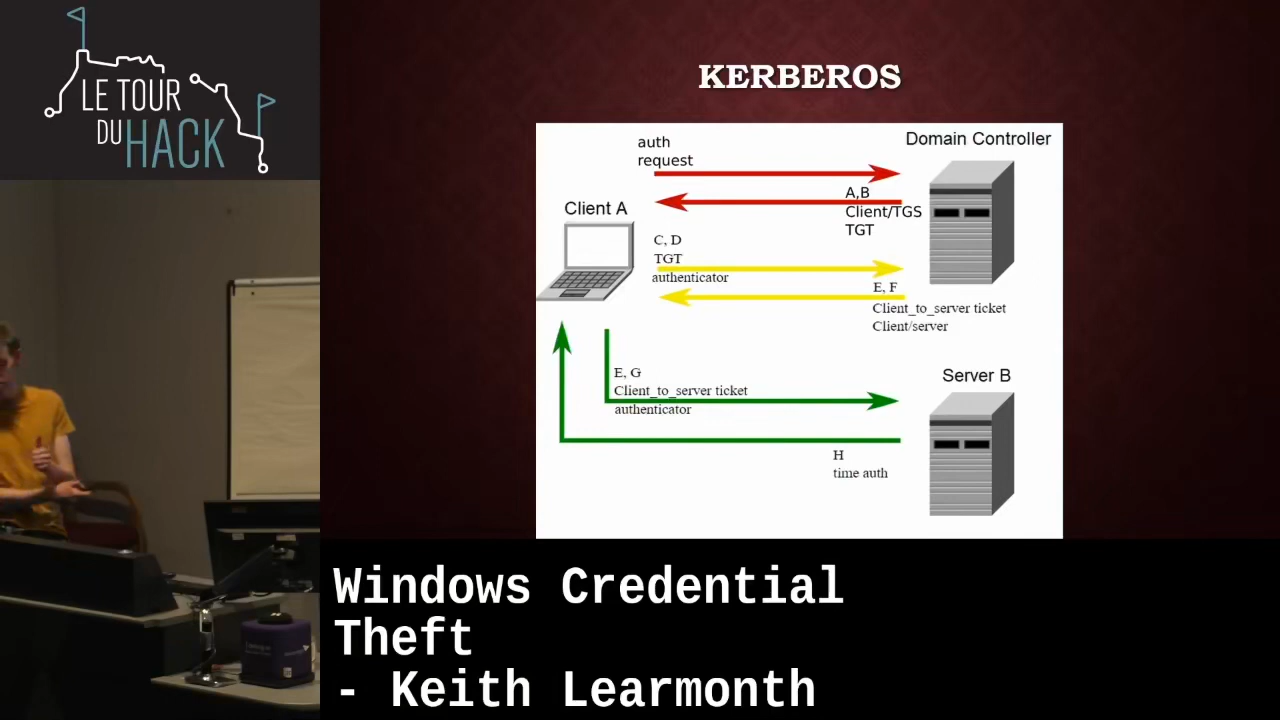 LE TOUR
DU HACK
KERBEROS
Domain Controller
auth
request
A,B
Client/TGS
TGT
Client A
C, D
TGT
authenticator
E, F
Client_to_server ticket
Client/server
E, G
Client_to_server ticket
authenticator
Server B
H
time auth
Windows Credential
Theft
- Keith Learmonth